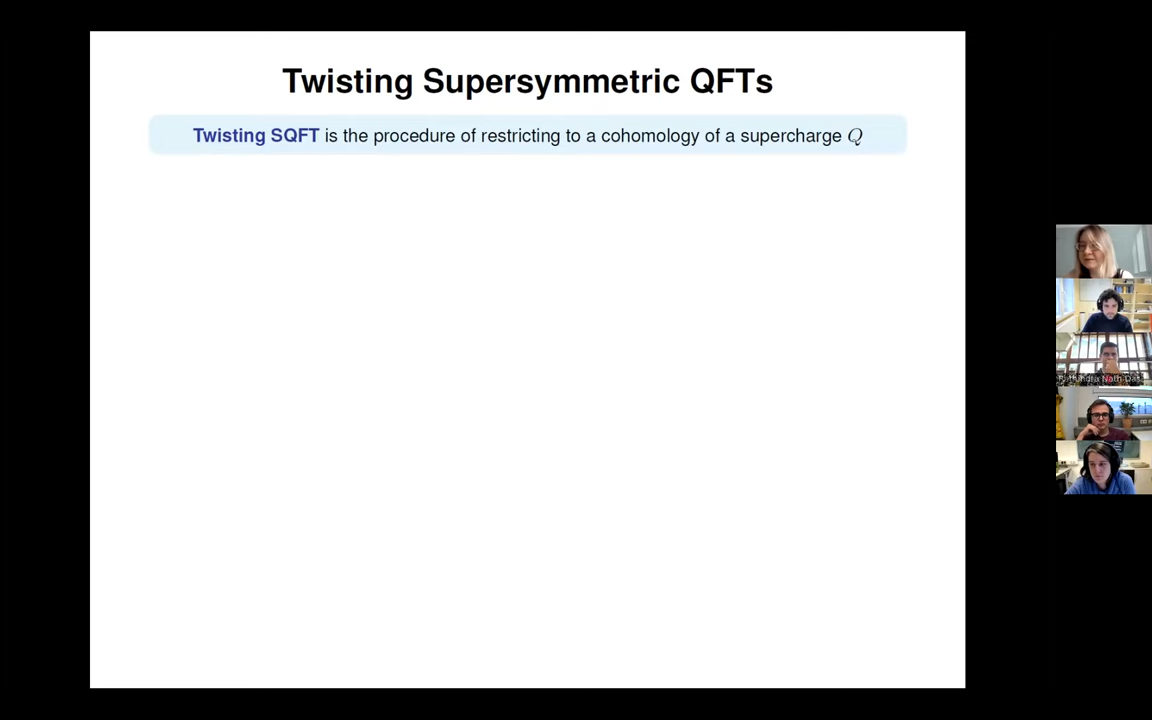 Twisting Supersymmetric QFTs
Twisting SQFT is the procedure of restricting to a cohomology of a supercharge Q